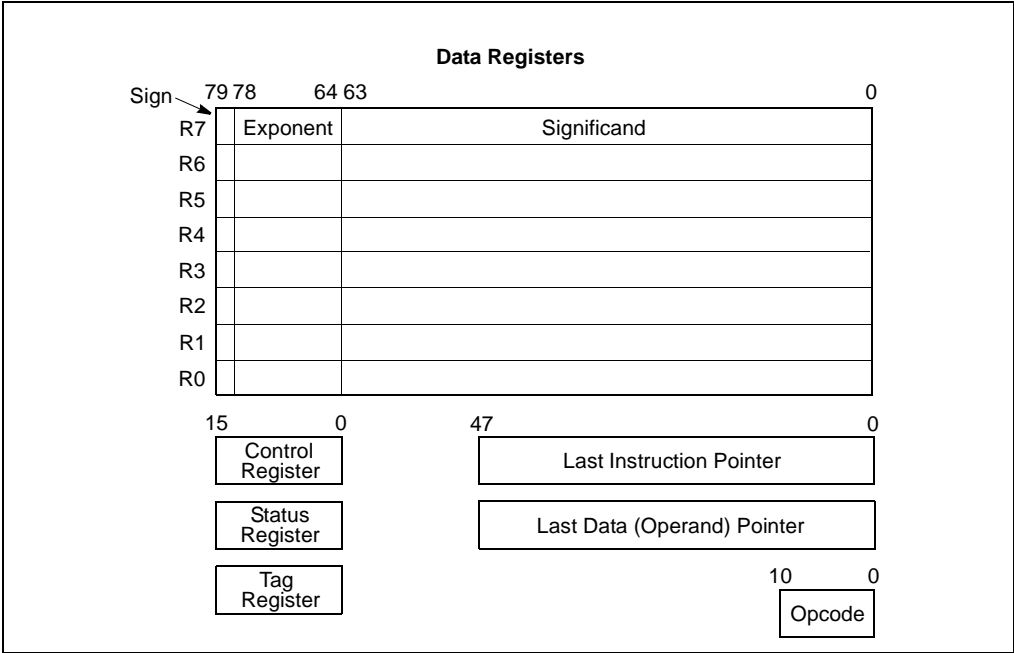 Data Registers
Sign 79 78 64 63 0
R7 Exponent Significand
R6
R5
R4
R3
R2
R1
R0
15 0 47 0
Control
Register
Last Instruction Pointer
Status
Register
Last Data (Operand) Pointer
Tag
Register
10 0
Opcode